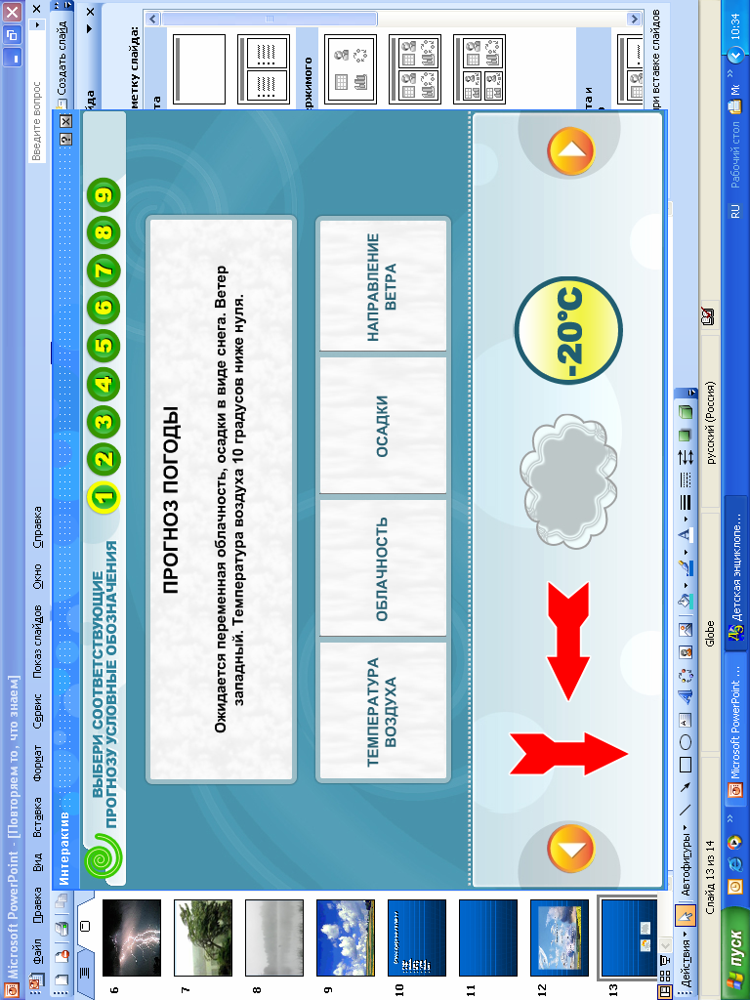 Microsoft PowerPoint - [Повторяем то, что знаем]
Файл Правка Вид Вставка Формат Сервис Показ слайдов Окно Справка
Введите вопрос
Создать слайд
Интерактив
ВЫБЕРИ СООТВЕТСТВУЮЩИЕ
ПРОГНОЗУ УСЛОВНЫЕ ОБОЗНАЧЕНИЯ
1 2 3 4 5 6 7 8 9
ПРОГНОЗ ПОГОДЫ
Ожидается переменная облачность, осадки в виде снега. Ветер
западный. Температура воздуха 10 градусов ниже нуля.
ТЕМПЕРАТУРА
ВОЗДУХА
ОБЛАЧНОСТЬ
ОСАДКИ
НАПРАВЛЕНИЕ
ВЕТРА
-20°C
6
7
8
9
10
11
12
13
йда
метку слайда:
та
ржимого
та и
ри вставке слайдов
Действия Автофигуры
Слайд 13 из 14
Globe
русский (Россия)
пуск
Microsoft PowerPoint ...
Детская энциклопе...
RU
Рабочий стол
10:34